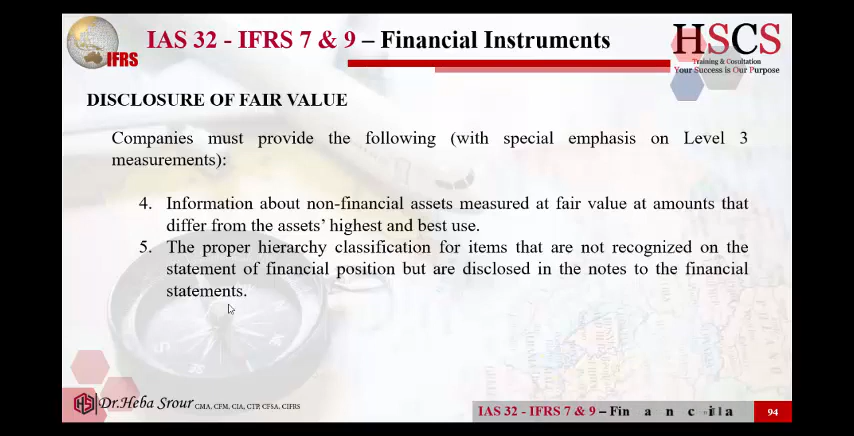 IFRS
IAS 32 - IFRS 7 & 9 – Financial Instruments
HSCS
Training & Cosultation
Your Success is Our Purpose
DISCLOSURE OF FAIR VALUE
Companies must provide the following (with special emphasis on Level 3
measurements):
4. Information about non-financial assets measured at fair value at amounts that
differ from the assets’ highest and best use.
5. The proper hierarchy classification for items that are not recognized on the
statement of financial position but are disclosed in the notes to the financial
statements.
Dr.Heba Srour CMA, CFM, CIA, CTP, CFSA, CIFRS
IAS 32 - IFRS 7 & 9 – Fin a n c i l a
94